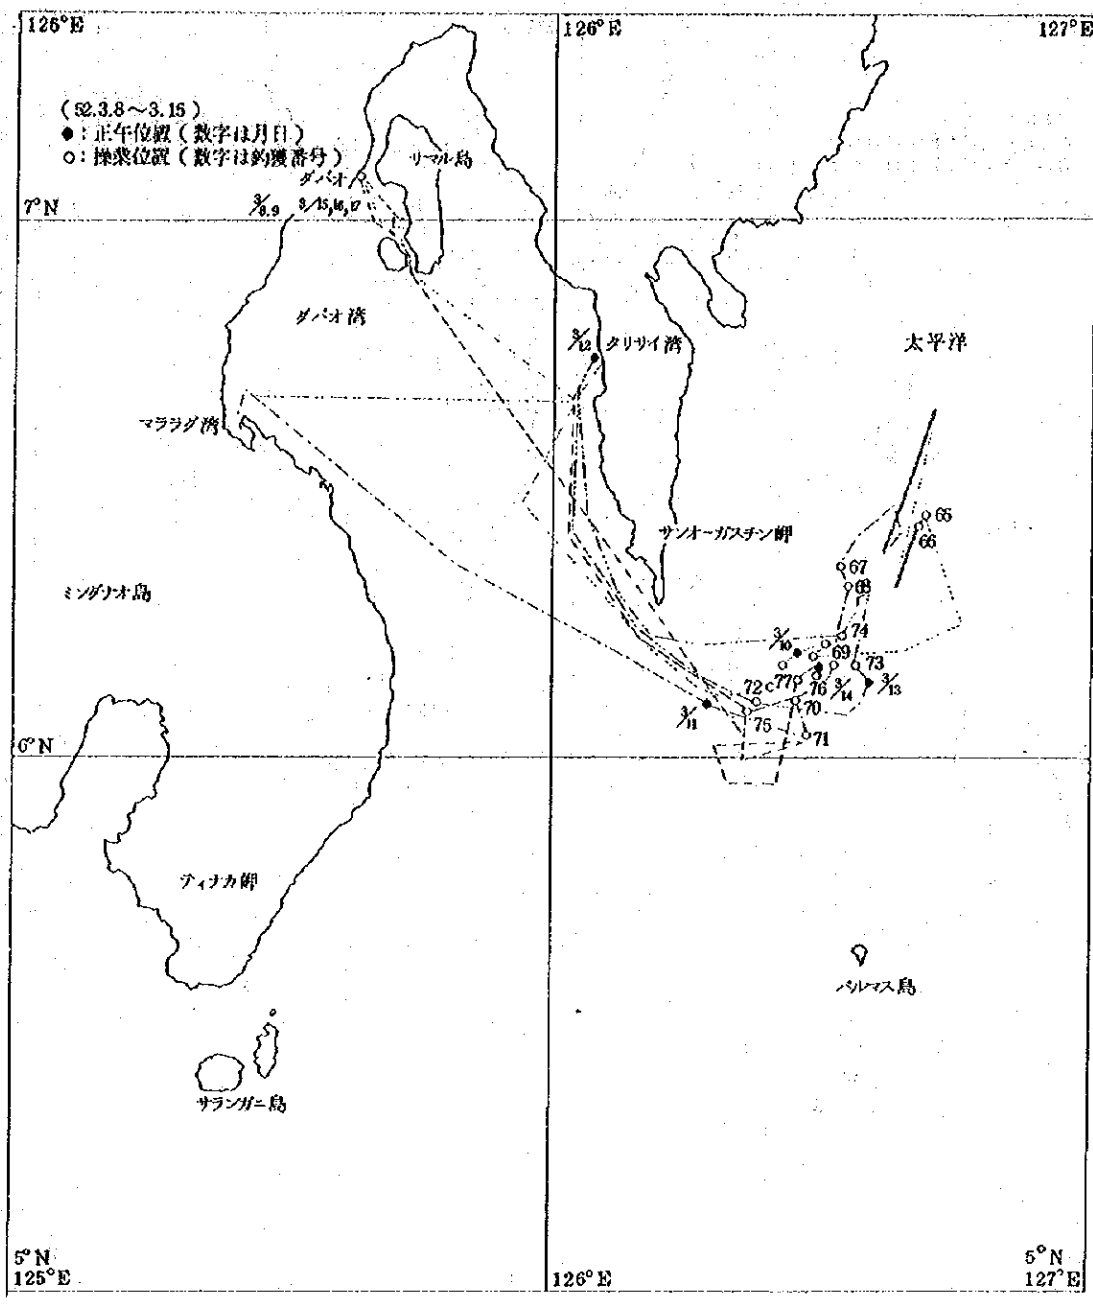 125°E
126°E
127°E
(52.3.8～3.15)
●：正午位置（数字は月日）
○：操業位置（数字は釣獲番号）
リマル島
ダバオ
3/8.9
3/15,16,17
7°N
ダバオ湾
3/12
タリサイ湾
太平洋
マララグ湾
65
66
サンオーガスチン岬
67
68
ミンダナオ島
74
3/10
69
73
77
76
3/14
3/13
72
70
3/11
75
71
6°N
ティナカ岬
パルマス島
サランガニ島
5°N
125°E
126°E
5°N
127°E